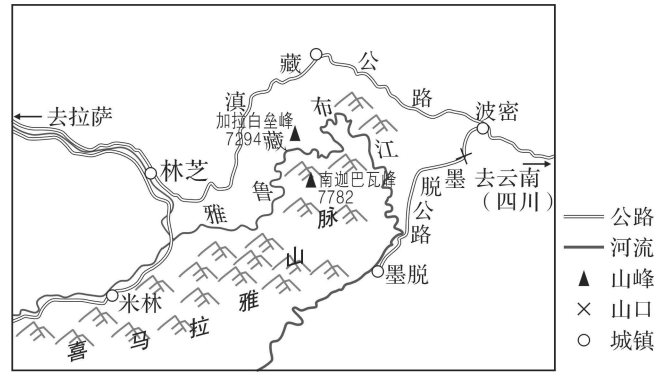 藏 公 路
滇
布
加拉白垒峰
7294
藏
江
波密
去拉萨
林芝
南迦巴瓦峰
7782
墨脱公路
去云南
(四川)
雅鲁
脉
山
墨脱
米林
雅
拉
马
喜
公路
河流
山峰
山口
城镇